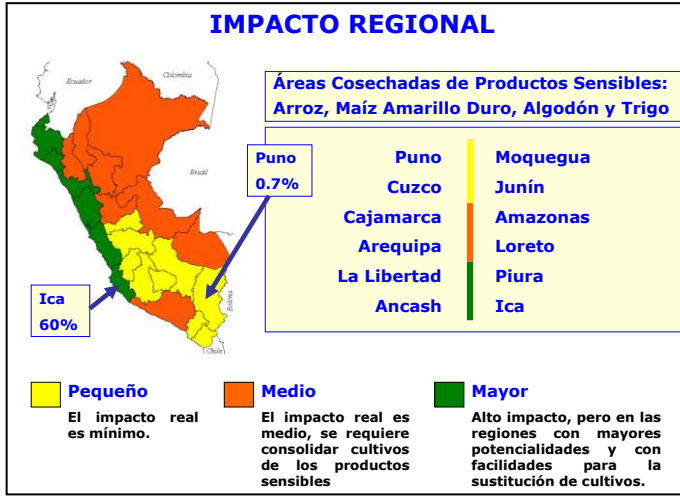 IMPACTO REGIONAL
Ecuador
Colombia
Brasil
Bolivia
Chile
Puno
0.7%
Ica
60%
Áreas Cosechadas de Productos Sensibles:
Arroz, Maíz Amarillo Duro, Algodón y Trigo
Puno Moquegua
Cuzco Junín
Cajamarca Amazonas
Arequipa Loreto
La Libertad Piura
Ancash Ica
Pequeño
El impacto real
es mínimo.
Medio
El impacto real es
medio, se requiere
consolidar cultivos
de los productos
sensibles
Mayor
Alto impacto, pero en las
regiones con mayores
potencialidades y con
facilidades para la
sustitución de cultivos.